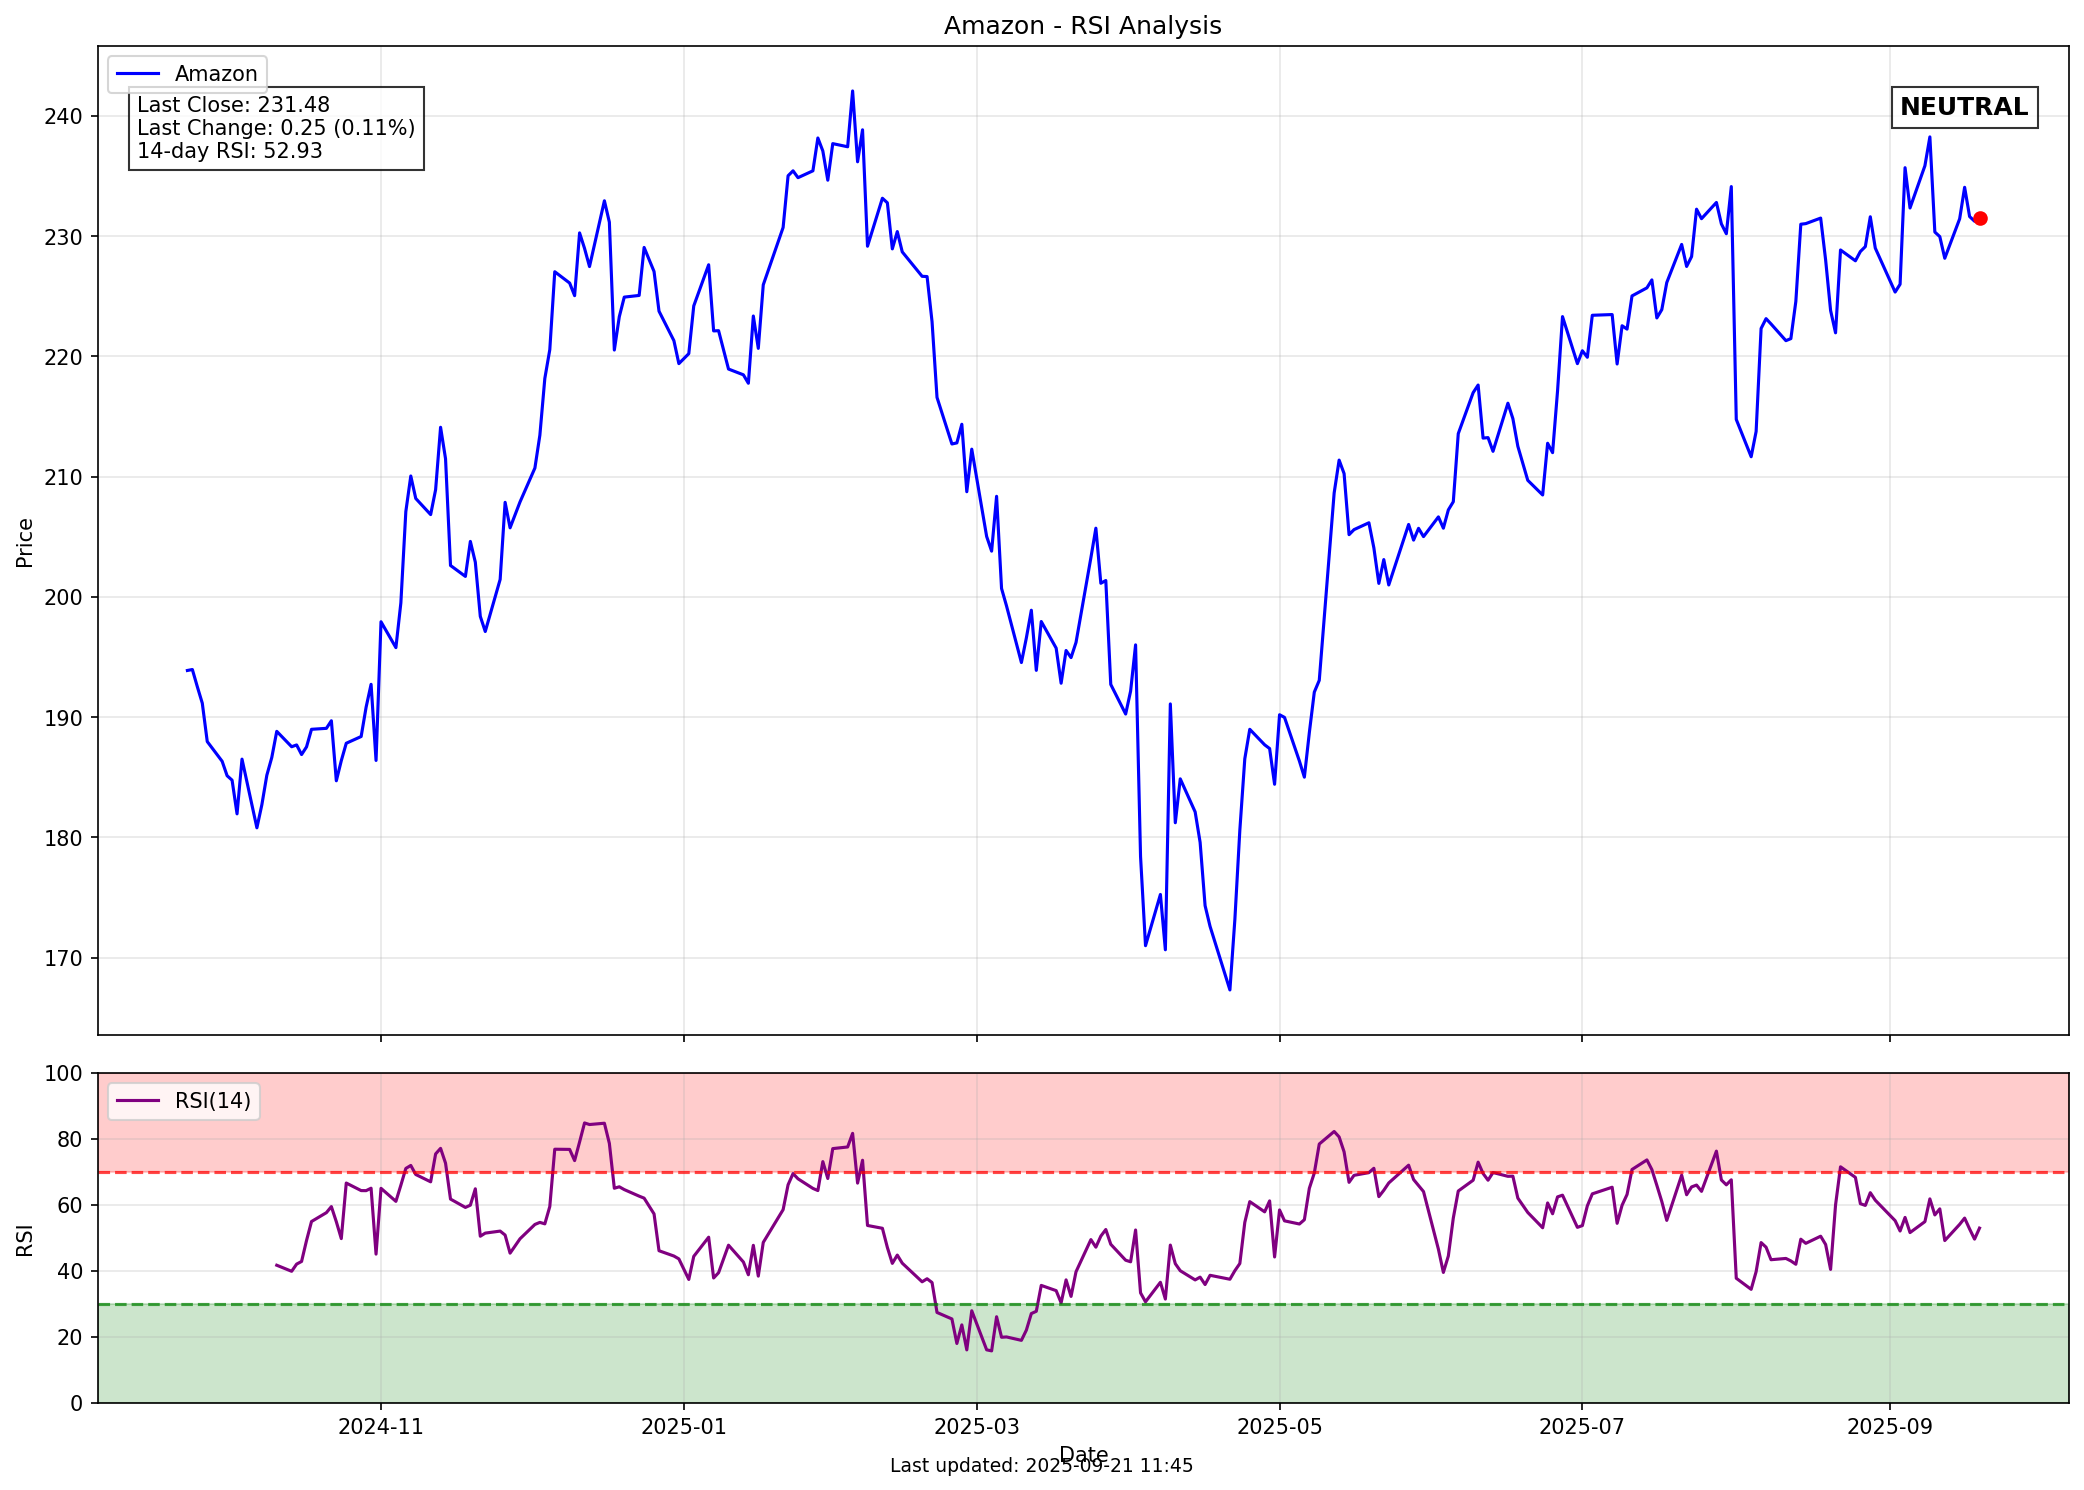 Amazon - RSI Analysis
Amazon
Last Close: 231.48
Last Change: 0.25 (0.11%)
14-day RSI: 52.93
NEUTRAL
240
230
220
210
200
190
180
170
Price
RSI(14)
100
80
60
40
20
0
RSI
2024-11
2025-01
2025-03
2025-05
2025-07
2025-09
Date
Last updated: 2025-09-21 11:45